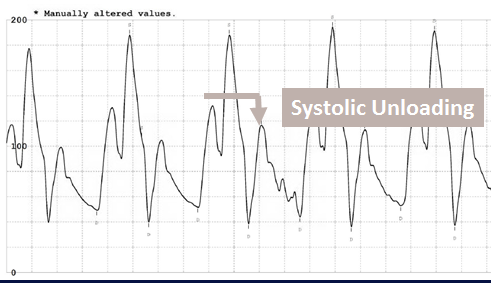 200 * Manually altered values.
Systolic Unloading
100
0